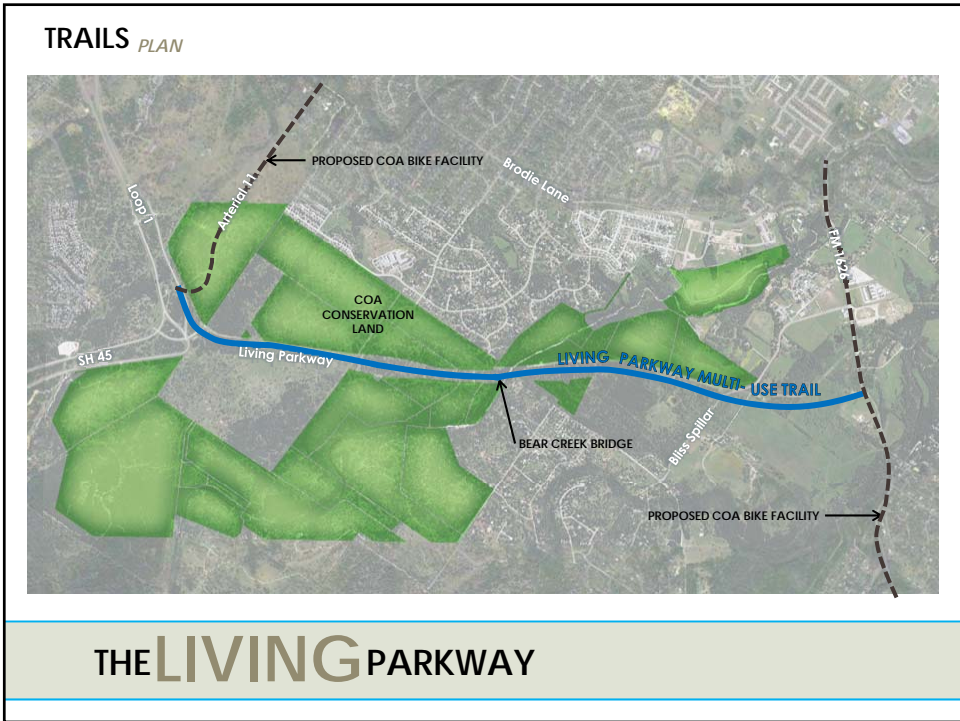 TRAILS PLAN
PROPOSED COA BIKE FACILITY
Brodie Lane
Loop 1
Arterial 11
FM 1626
COA
CONSERVATION
LAND
SH 45
Living Parkway
LIVING PARKWAY MULTI- USE TRAIL
BEAR CREEK BRIDGE
Bliss Spillar
PROPOSED COA BIKE FACILITY
THE LIVING PARKWAY